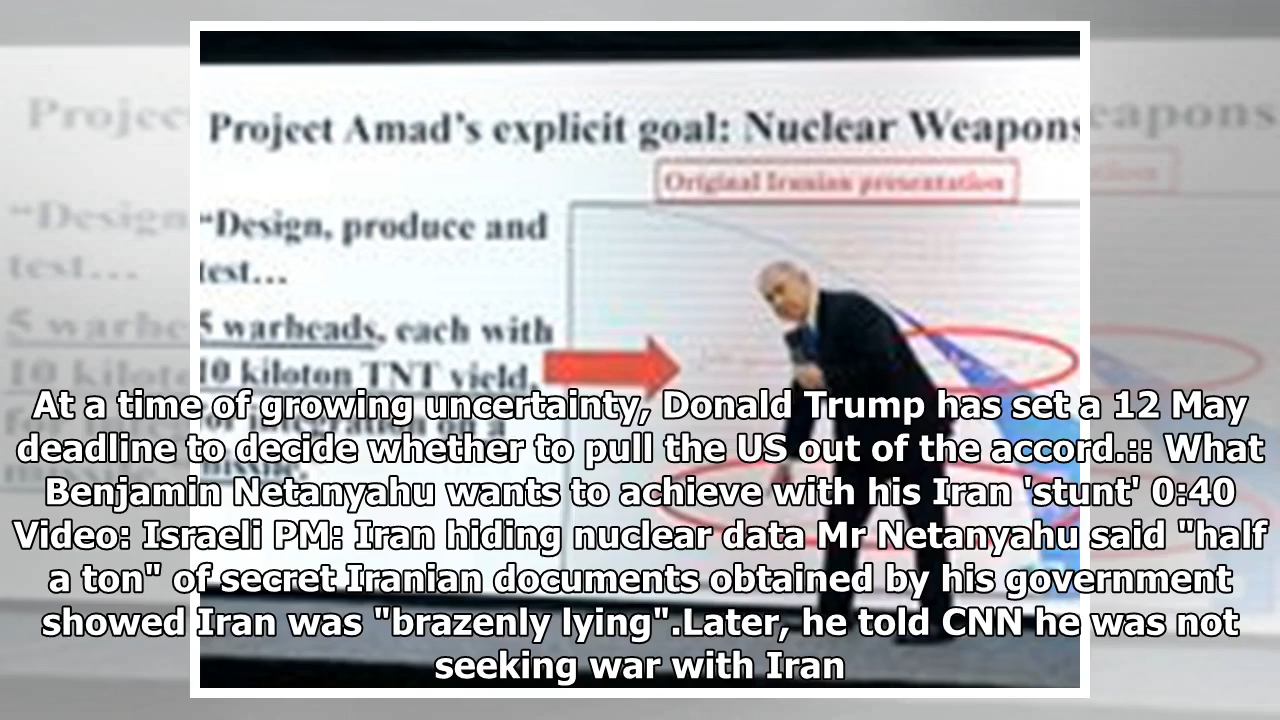 Project Amad's explicit goal: Nuclear Weapons
Original Iranian presentation
"Design, produce and
test...
5 warheads, each with
10 kiloton TNT yield,
for integration on a
missile.
At a time of growing uncertainty, Donald Trump has set a 12 May
deadline to decide whether to pull the US out of the accord.:: What
Benjamin Netanyahu wants to achieve with his Iran 'stunt' 0:40
Video: Israeli PM: Iran hiding nuclear data Mr Netanyahu said "half
a ton" of secret Iranian documents obtained by his government
showed Iran was "brazenly lying".Later, he told CNN he was not
seeking war with Iran